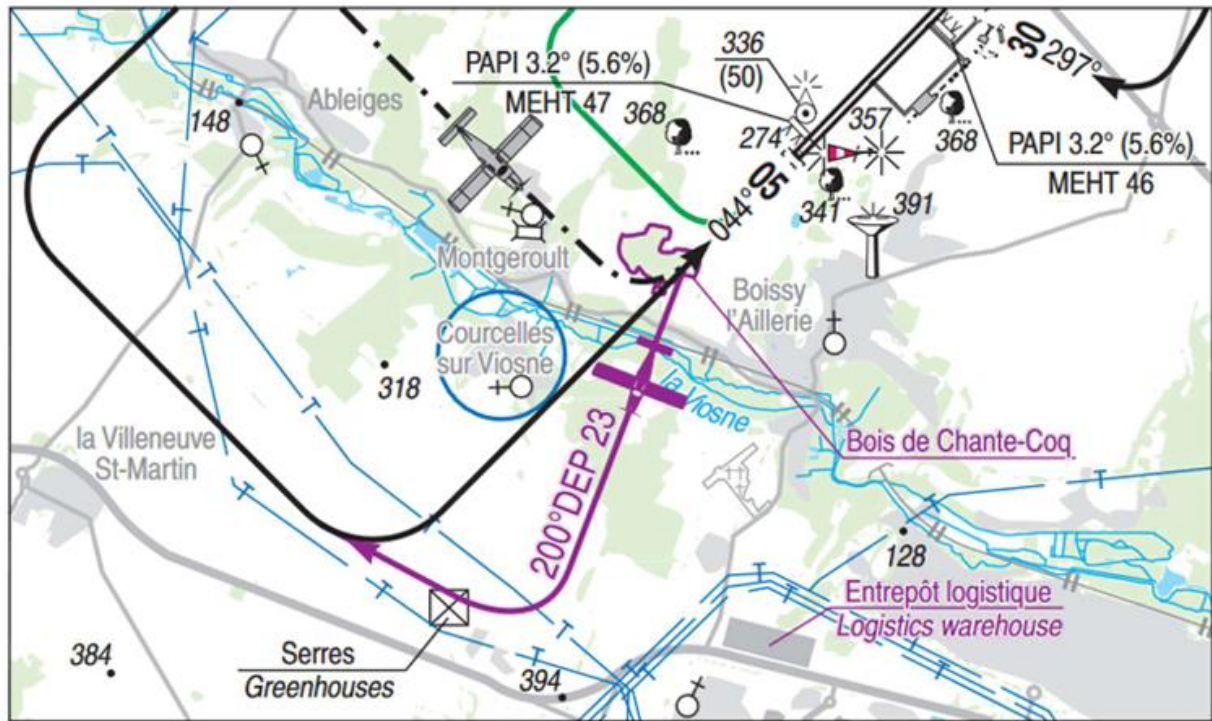 PAPI 3.2° (5.6%)
MEHT 47
336
(50)
30
297°
Ableiges
148
368
274
357
368
PAPI 3.2° (5.6%)
MEHT 46
05
044°
341
391
Montgeroult
Boissy
l'Aillerie
Courcelles
sur Viosne
318
la Viosne
la Villeneuve
St-Martin
200°DEP 23
Bois de Chante-Coq
128
Entrepôt logistique
Logistics warehouse
Serres
Greenhouses
384
394